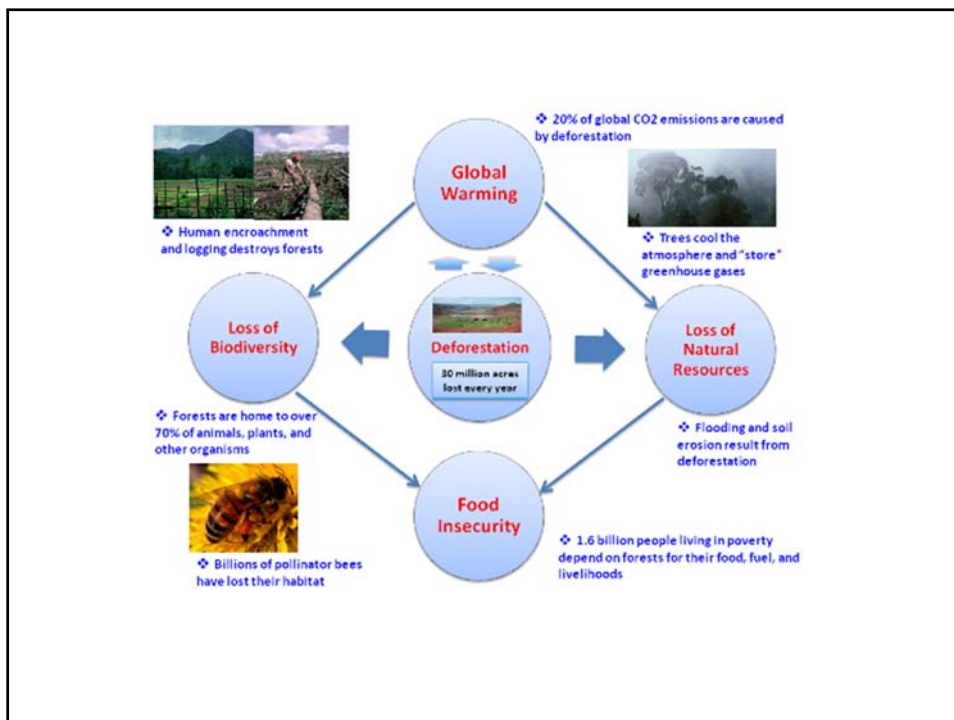 ❖ 20% of global CO2 emissions are caused
by deforestation
Global
Warming
❖ Human encroachment
and logging destroys forests
❖ Trees cool the
atmosphere and "store"
greenhouse gases
Loss of
Biodiversity
Deforestation
30 million acres
lost every year
Loss of
Natural
Resources
❖ Forests are home to over
70% of animals, plants, and
other organisms
❖ Flooding and soil
erosion result from
deforestation
Food
Insecurity
❖ Billions of pollinator bees
have lost their habitat
❖ 1.6 billion people living in poverty
depend on forests for their food, fuel, and
livelihoods